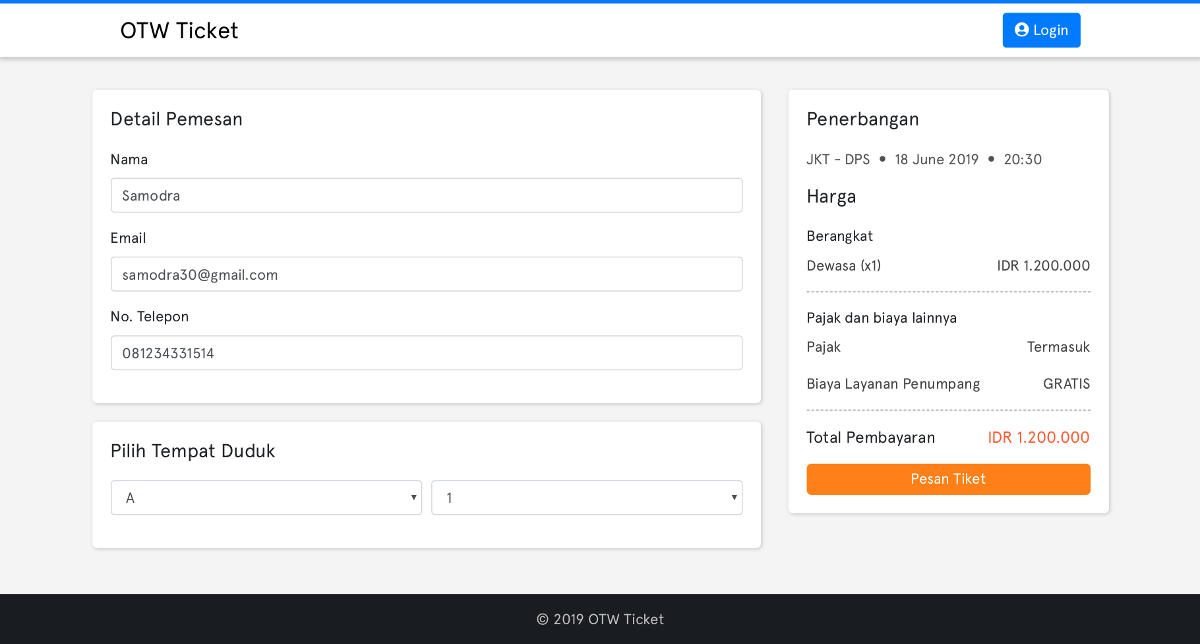 OTW Ticket
Login
Detail Pemesan
Nama
Samodra
Email
samodra30@gmail.com
No. Telepon
081234331514
Pilih Tempat Duduk
A 1
Penerbangan
JKT - DPS • 18 June 2019 • 20:30
Harga
Berangkat
Dewasa (x1) IDR 1.200.000
Pajak dan biaya lainnya
Pajak Termasuk
Biaya Layanan Penumpang GRATIS
Total Pembayaran IDR 1.200.000
Pesan Tiket
© 2019 OTW Ticket